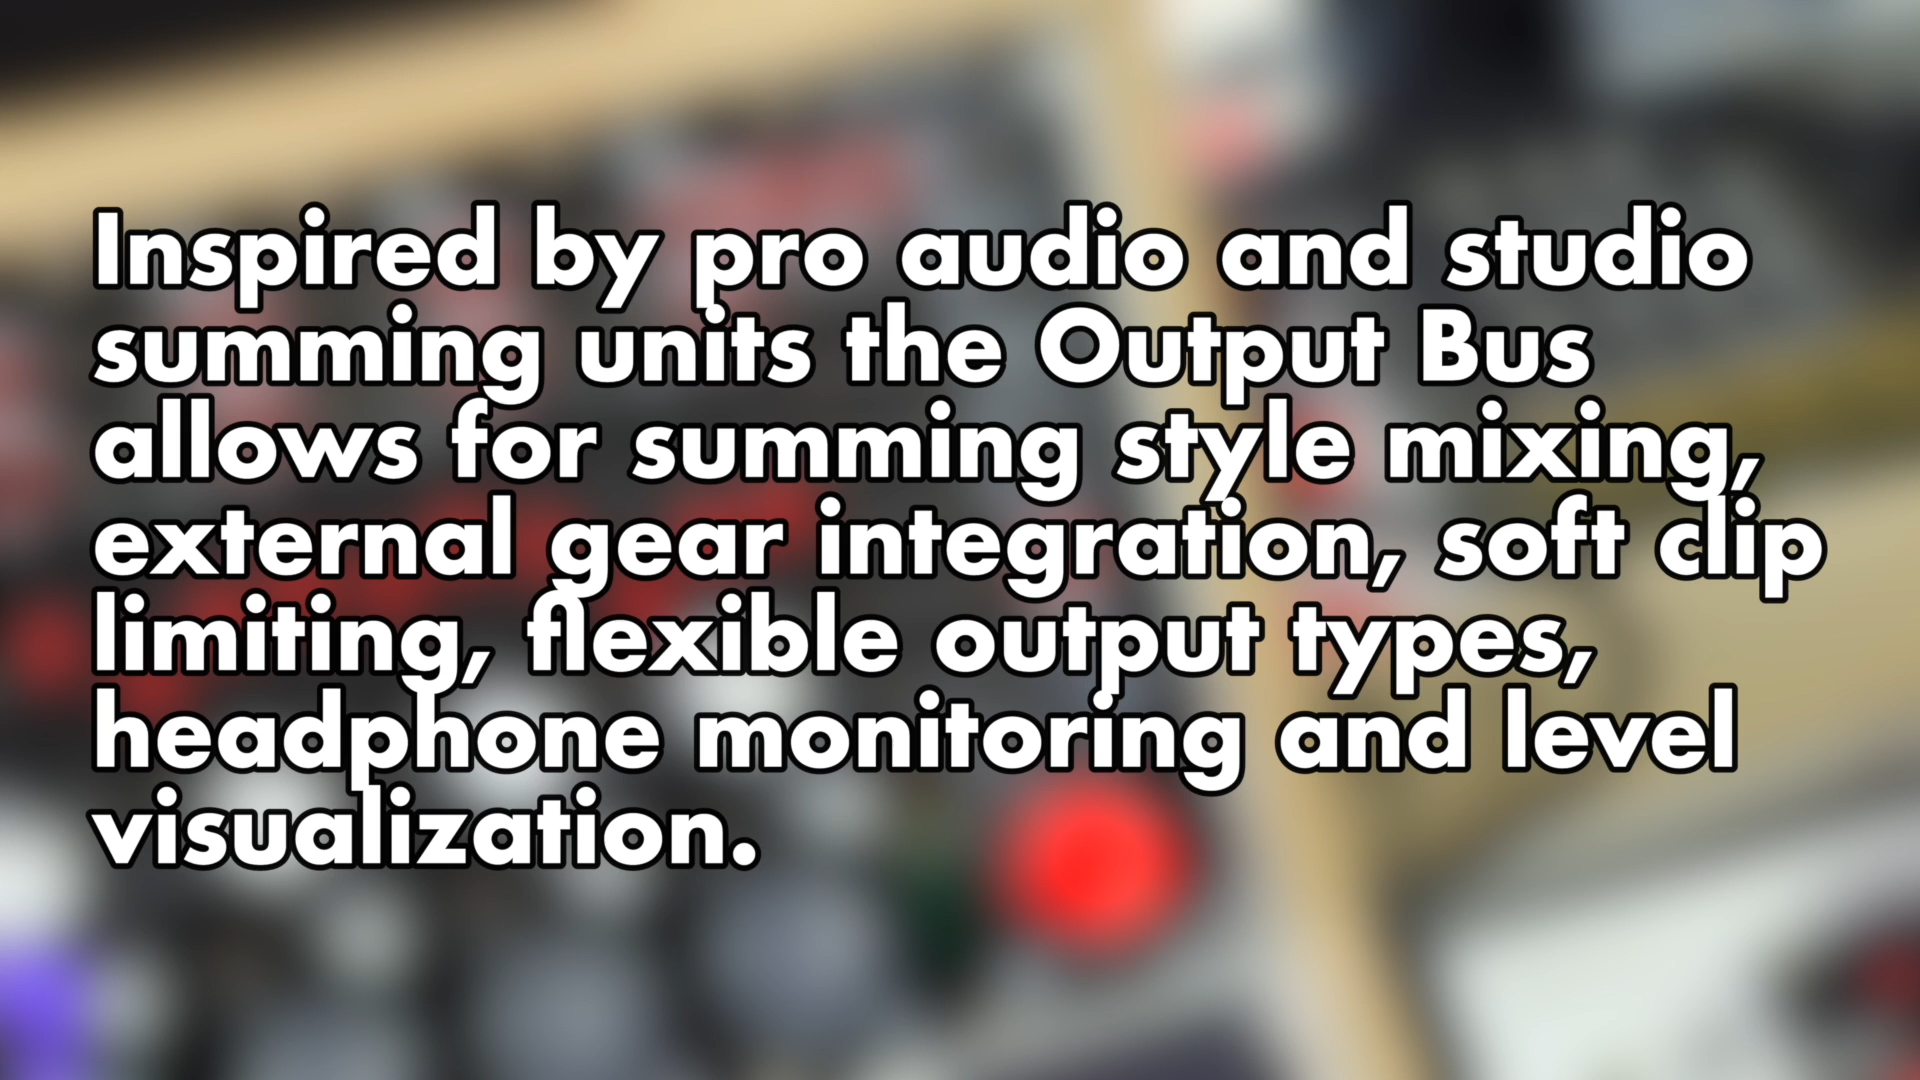 Inspired by pro audio and studio
summing units the Output Bus
allows for summing style mixing,
external gear integration, soft clip
limiting, flexible output types,
headphone monitoring and level
visualization.